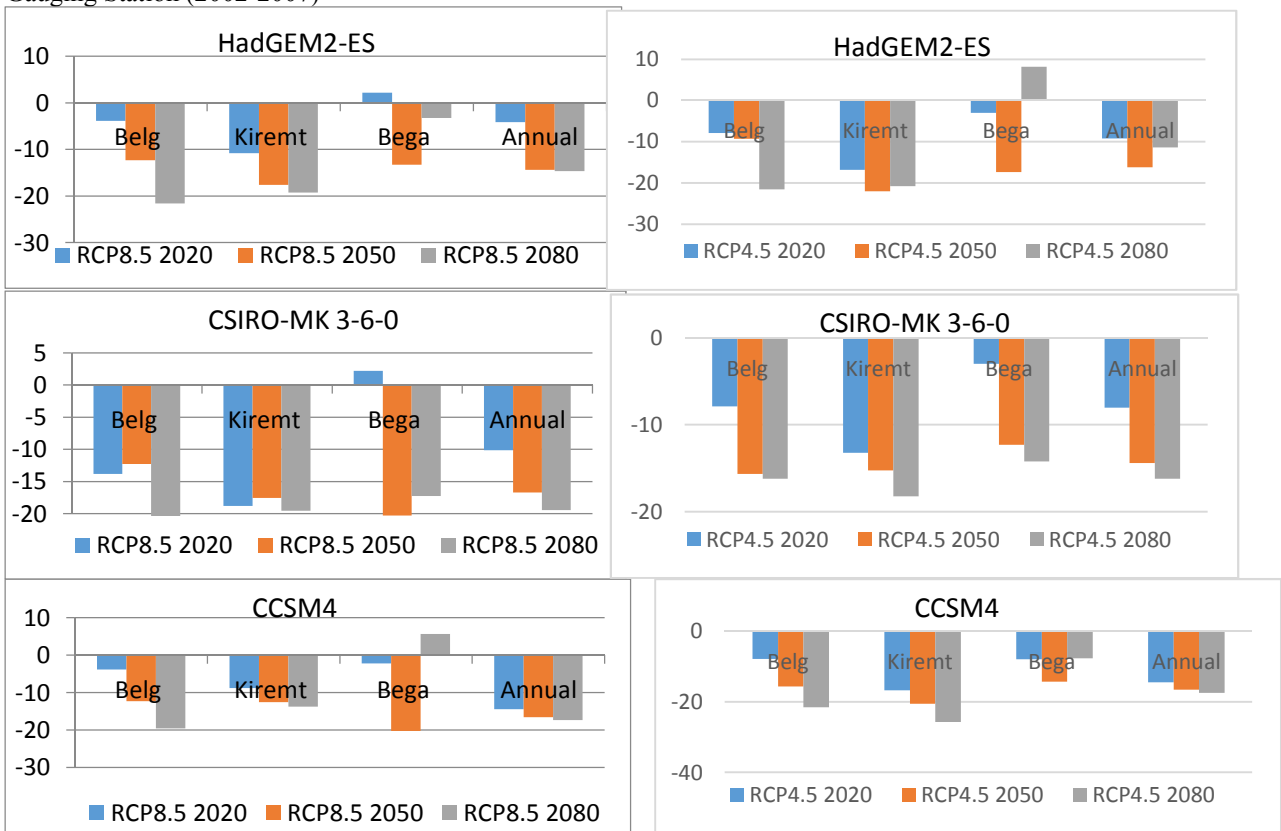 Gauging Station (2002-2007)
HadGEM2-ES
10
0
-10
-20
-30
Belg Kiremt Bega Annual
RCP8.5 2020 RCP8.5 2050 RCP8.5 2080
HadGEM2-ES
10
0
-10
-20
-30
Belg Kiremt Bega Annual
RCP4.5 2020 RCP4.5 2050 RCP4.5 2080
CSIRO-MK 3-6-0
5
0
-5
-10
-15
-20
Belg Kiremt Bega Annual
RCP8.5 2020 RCP8.5 2050 RCP8.5 2080
CSIRO-MK 3-6-0
0
-10
-20
Belg Kiremt Bega Annual
RCP4.5 2020 RCP4.5 2050 RCP4.5 2080
CCSM4
10
0
-10
-20
-30
Belg Kiremt Bega Annual
RCP8.5 2020 RCP8.5 2050 RCP8.5 2080
CCSM4
0
-20
-40
Belg Kiremt Bega Annual
RCP4.5 2020 RCP4.5 2050 RCP4.5 2080